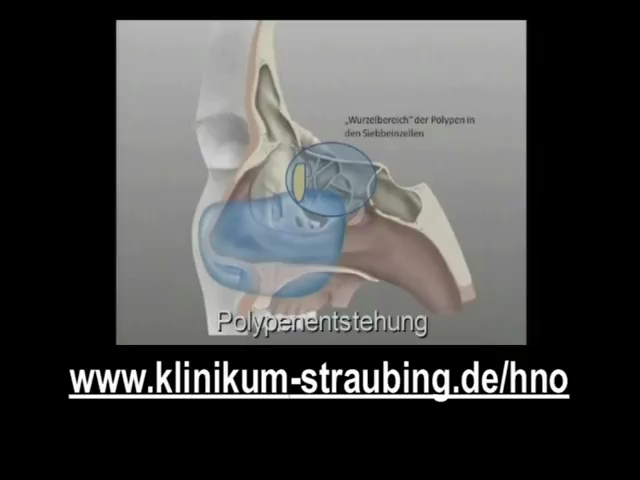 „Wurzelbereich" der Polypen in
den Siebbeinzellen
Polypenentstehung
www.klinikum-straubing.de/hno